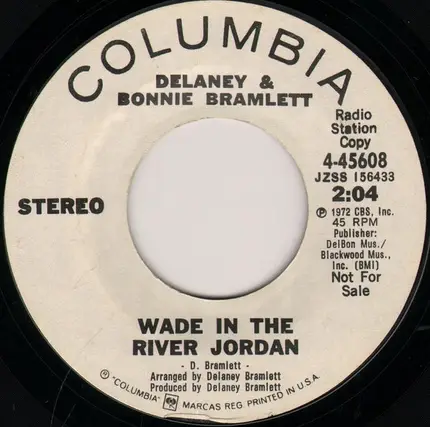 COLUMBIA
DELANEY &
BONNIE BRAMLETT
Radio
Station
Copy
4-45608
JZSS 156433
2:04
℗ 1972 CBS, Inc.
45 RPM
Publisher:
DelBon Mus./
Blackwood Mus.,
Inc. (BMI)
Not For
Sale
STEREO
WADE IN THE
RIVER JORDAN
- D. Bramlett -
Arranged by Delaney Bramlett
Produced by Delaney Bramlett
® "COLUMBIA" MARCAS REG. PRINTED IN U.S.A.